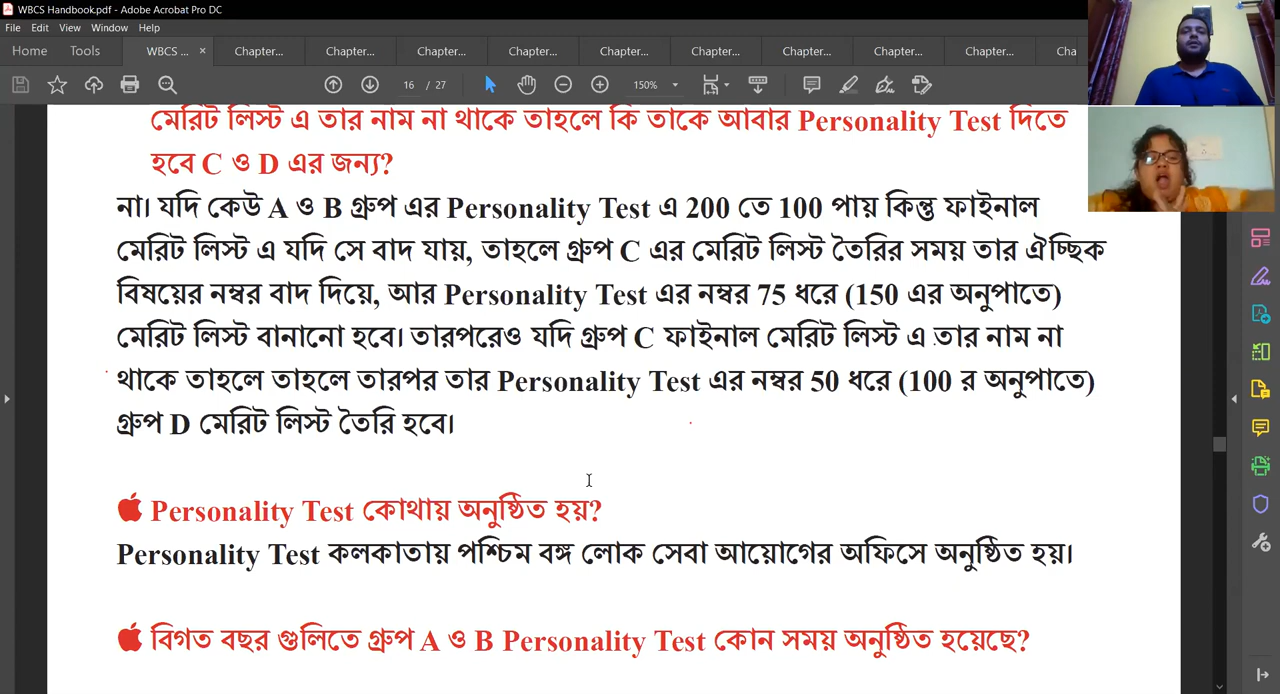 WBCS Handbook.pdf - Adobe Acrobat Pro DC
File Edit View Window Help
Home Tools WBCS ... × Chapter... Chapter... Chapter... Chapter... Chapter... Chapter... Chapter... Chapter... Chapter... Cha
16 / 27 150%
মেরিট লিস্ট এ তার নাম না থাকে তাহলে কি তাকে আবার Personality Test দিতে
হবে C ও D এর জন্য?
না। যদি কেউ A ও B গ্রুপ এর Personality Test এ 200 তে 100 পায় কিন্তু ফাইনাল
মেরিট লিস্ট এ যদি সে বাদ যায়, তাহলে গ্রুপ C এর মেরিট লিস্ট তৈরির সময় তার ঐচ্ছিক
বিষয়ের নম্বর বাদ দিয়ে, আর Personality Test এর নম্বর 75 ধরে (150 এর অনুপাতে)
মেরিট লিস্ট বানানো হবে। তারপরেও যদি গ্রুপ C ফাইনাল মেরিট লিস্ট এ তার নাম না
থাকে তাহলে তাহলে তারপর তার Personality Test এর নম্বর 50 ধরে (100 র অনুপাতে)
গ্রুপ D মেরিট লিস্ট তৈরি হবে।
Personality Test কোথায় অনুষ্ঠিত হয়?
Personality Test কলকাতায় পশ্চিম বঙ্গ লোক সেবা আয়োগের অফিসে অনুষ্ঠিত হয়।
বিগত বছর গুলিতে গ্রুপ A ও B Personality Test কোন সময় অনুষ্ঠিত হয়েছে?